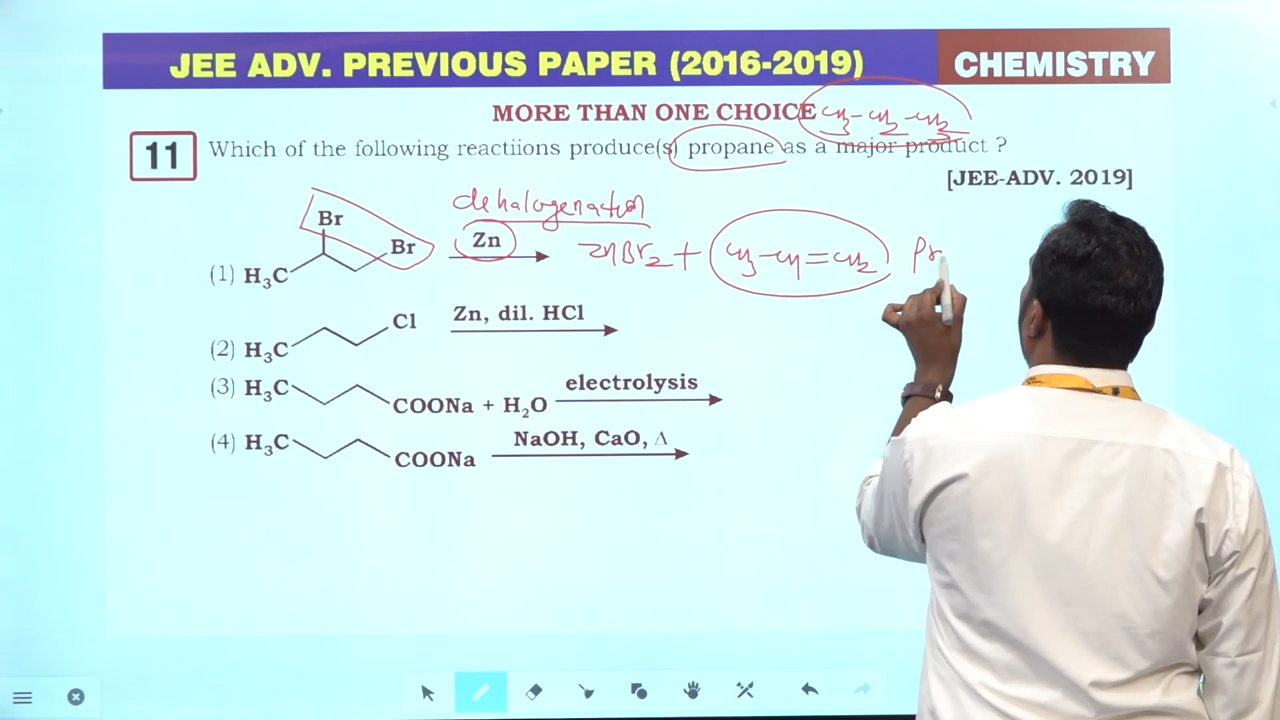 JEE ADV. PREVIOUS PAPER (2016-2019) CHEMISTRY
MORE THAN ONE CHOICE CH3-CH2-CH3
11 Which of the following reactiions produce(s) propane as a major product ?
[JEE-ADV. 2019]
dehalogenation
Br
Br Zn ZnBr2 + CH3-CH=CH2 Pr
(1) H3C
Cl Zn, dil. HCl
(2) H3C
(3) H3C COONa + H2O electrolysis
(4) H3C COONa NaOH, CaO, Δ